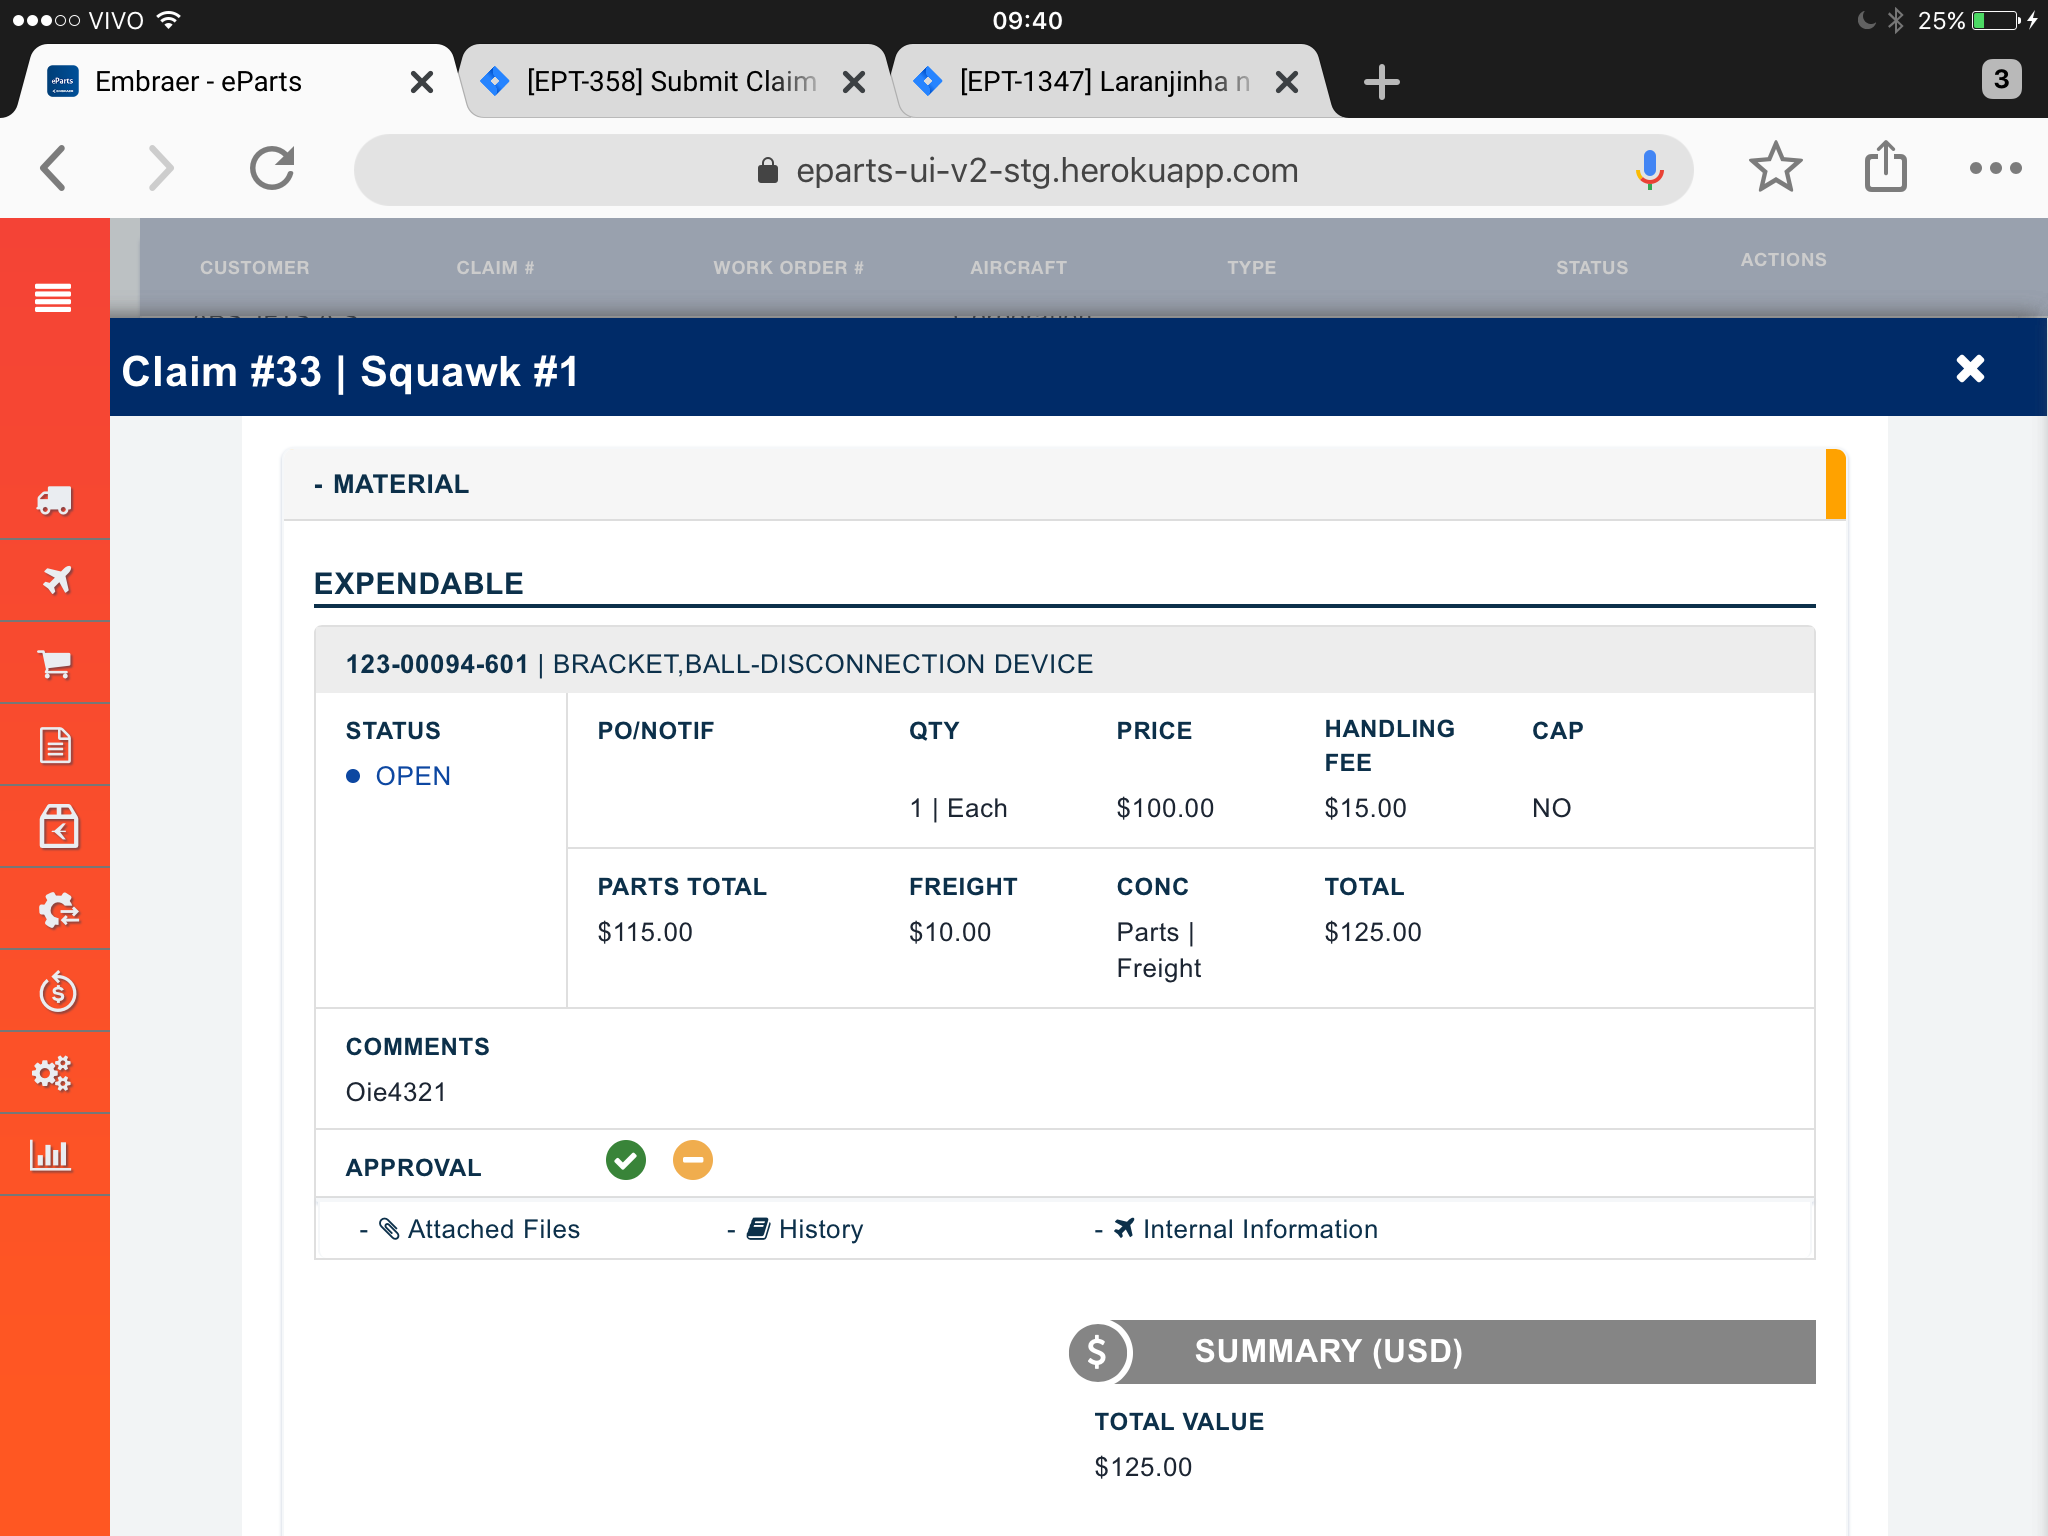 VIVO
09:40
25%
Embraer - eParts
[EPT-358] Submit Claim
[EPT-1347] Laranjinha n
3
eparts-ui-v2-stg.herokuapp.com
CUSTOMER CLAIM # WORK ORDER # AIRCRAFT TYPE STATUS ACTIONS
Claim #33 | Squawk #1
- MATERIAL
EXPENDABLE
123-00094-601 | BRACKET,BALL-DISCONNECTION DEVICE
STATUS
OPEN
PO/NOTIF QTY PRICE HANDLING FEE CAP
1 | Each $100.00 $15.00 NO
PARTS TOTAL FREIGHT CONC TOTAL
$115.00 $10.00 Parts | Freight $125.00
COMMENTS
Oie4321
APPROVAL
- Attached Files - History - Internal Information
$ SUMMARY (USD)
TOTAL VALUE
$125.00